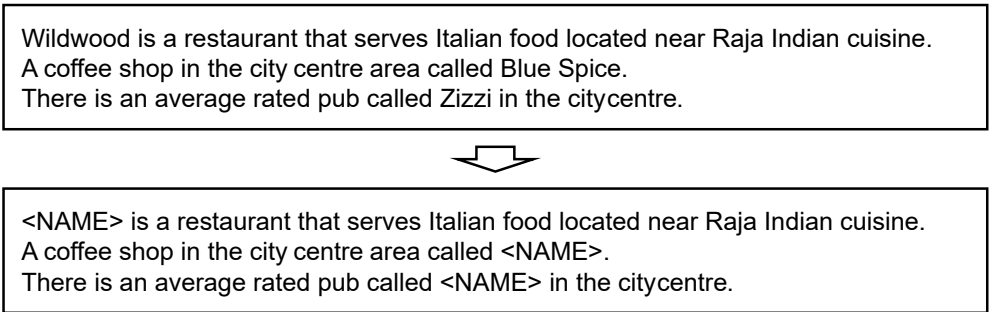 Wildwood is a restaurant that serves Italian food located near Raja Indian cuisine.
A coffee shop in the city centre area called Blue Spice.
There is an average rated pub called Zizzi in the citycentre.
<NAME> is a restaurant that serves Italian food located near Raja Indian cuisine.
A coffee shop in the city centre area called <NAME>.
There is an average rated pub called <NAME> in the citycentre.